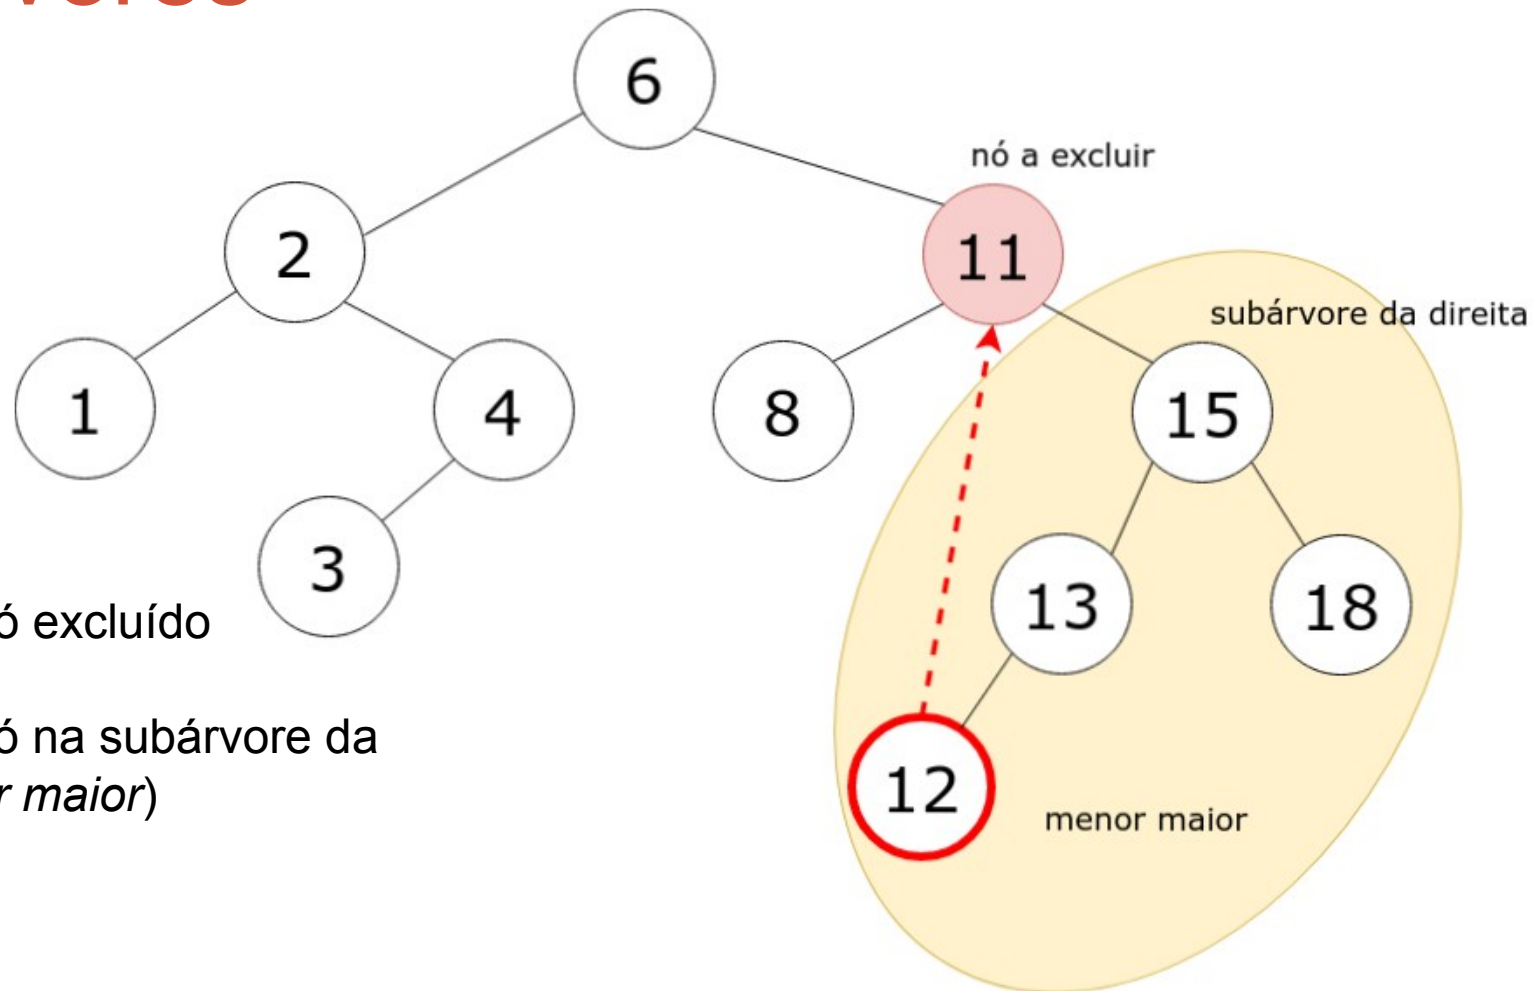 6
nó a excluir
2
11
subárvore da direita
1
4
8
15
3
13
18
ó excluído
ó na subárvore da
r maior)
12
menor maior